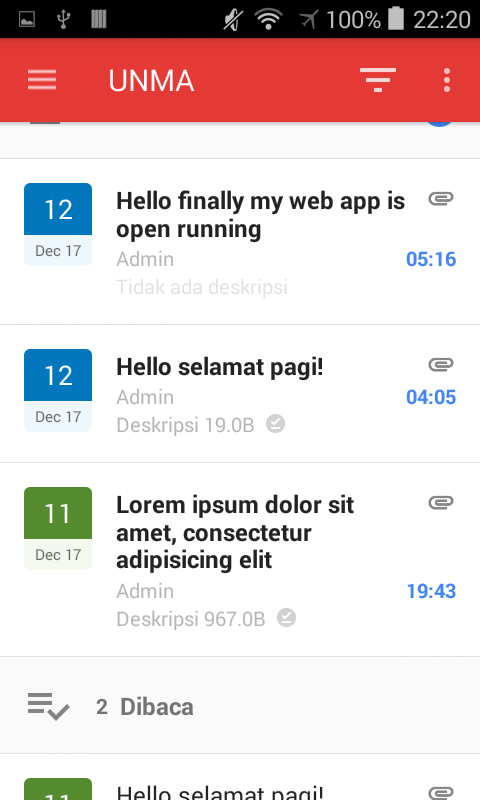 100% 22:20
UNMA
12
Dec 17
Hello finally my web app is
open running
Admin
05:16
Tidak ada deskripsi
12
Dec 17
Hello selamat pagi!
Admin
04:05
Deskripsi 19.0B
11
Dec 17
Lorem ipsum dolor sit
amet, consectetur
adipisicing elit
Admin
19:43
Deskripsi 967.0B
2 Dibaca
11
Hello selamat pagi!